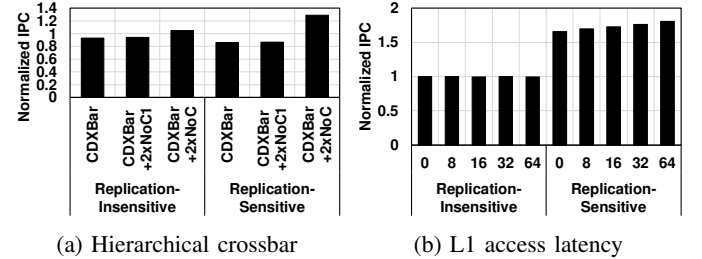 Normalized IPC
1.4
1.2
1
0.8
0.6
0.4
0.2
0
CDXBar
CDXBar
+2xNoC1
CDXBar
+2xNoC
CDXBar
CDXBar
+2xNoC1
CDXBar
+2xNoC
Replication-
Insensitive
Replication-
Sensitive
(a) Hierarchical crossbar
Normalized IPC
2
1.5
1
0.5
0
0 8 16 32 64 0 8 16 32 64
Replication-
Insensitive
Replication-
Sensitive
(b) L1 access latency